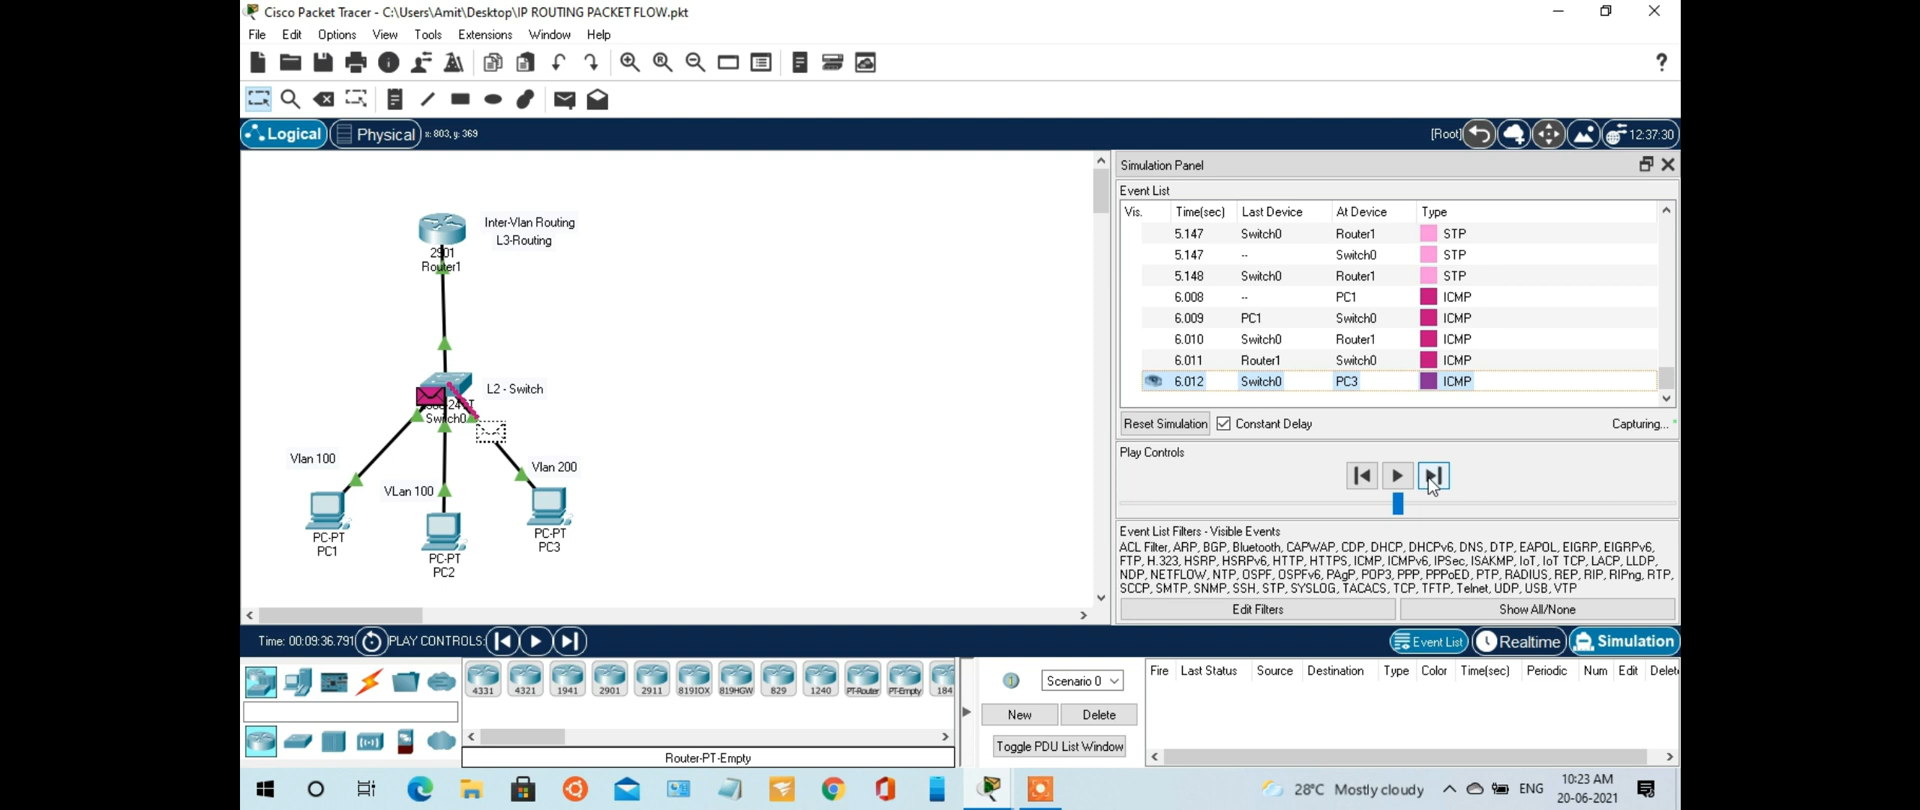 Cisco Packet Tracer - C:\Users\Amit\Desktop\IP ROUTING PACKET FLOW.pkt
File Edit Options View Tools Extensions Window Help
?
Logical Physical x: 803, y: 369 [Root] 12:37:30
Inter-Vlan Routing
L3-Routing
2901
Router1
L2 - Switch
Switch0
Vlan 100
VLan 100
Vlan 200
PC-PT
PC1
PC-PT
PC2
PC-PT
PC3
Simulation Panel
Event List
Vis. Time(sec) Last Device At Device Type
5.147 Switch0 Router1 STP
5.147 -- Switch0 STP
5.148 Switch0 Router1 STP
6.008 -- PC1 ICMP
6.009 PC1 Switch0 ICMP
6.010 Switch0 Router1 ICMP
6.011 Router1 Switch0 ICMP
6.012 Switch0 PC3 ICMP
Reset Simulation Constant Delay Capturing...
Play Controls
Event List Filters - Visible Events
ACL Filter, ARP, BGP, Bluetooth, CAPWAP, CDP, DHCP, DHCPv6, DNS, DTP, EAPOL, EIGRP, EIGRPv6,
FTP, H.323, HSRP, HSRPv6, HTTP, HTTPS, ICMP, ICMPv6, IPSec, ISAKMP, IoT, IoT TCP, LACP, LLDP,
NDP, NETFLOW, NTP, OSPF, OSPFv6, PAgP, POP3, PPP, PPPoED, PTP, RADIUS, REP, RIP, RIPng, RTP,
SCCP, SMTP, SNMP, SSH, STP, SYSLOG, TACACS, TCP, TFTP, Telnet, UDP, USB, VTP
Edit Filters Show All/None
Time: 00:09:36.791 PLAY CONTROLS:
Event List Realtime Simulation
4331 4321 1941 2901 2911 819IOX 819HGW 829 1240 PT-Router PT-Empty 184
Router-PT-Empty
Scenario 0
New Delete
Toggle PDU List Window
Fire Last Status Source Destination Type Color Time(sec) Periodic Num Edit Delet
28°C Mostly cloudy ENG
10:23 AM
20-06-2021